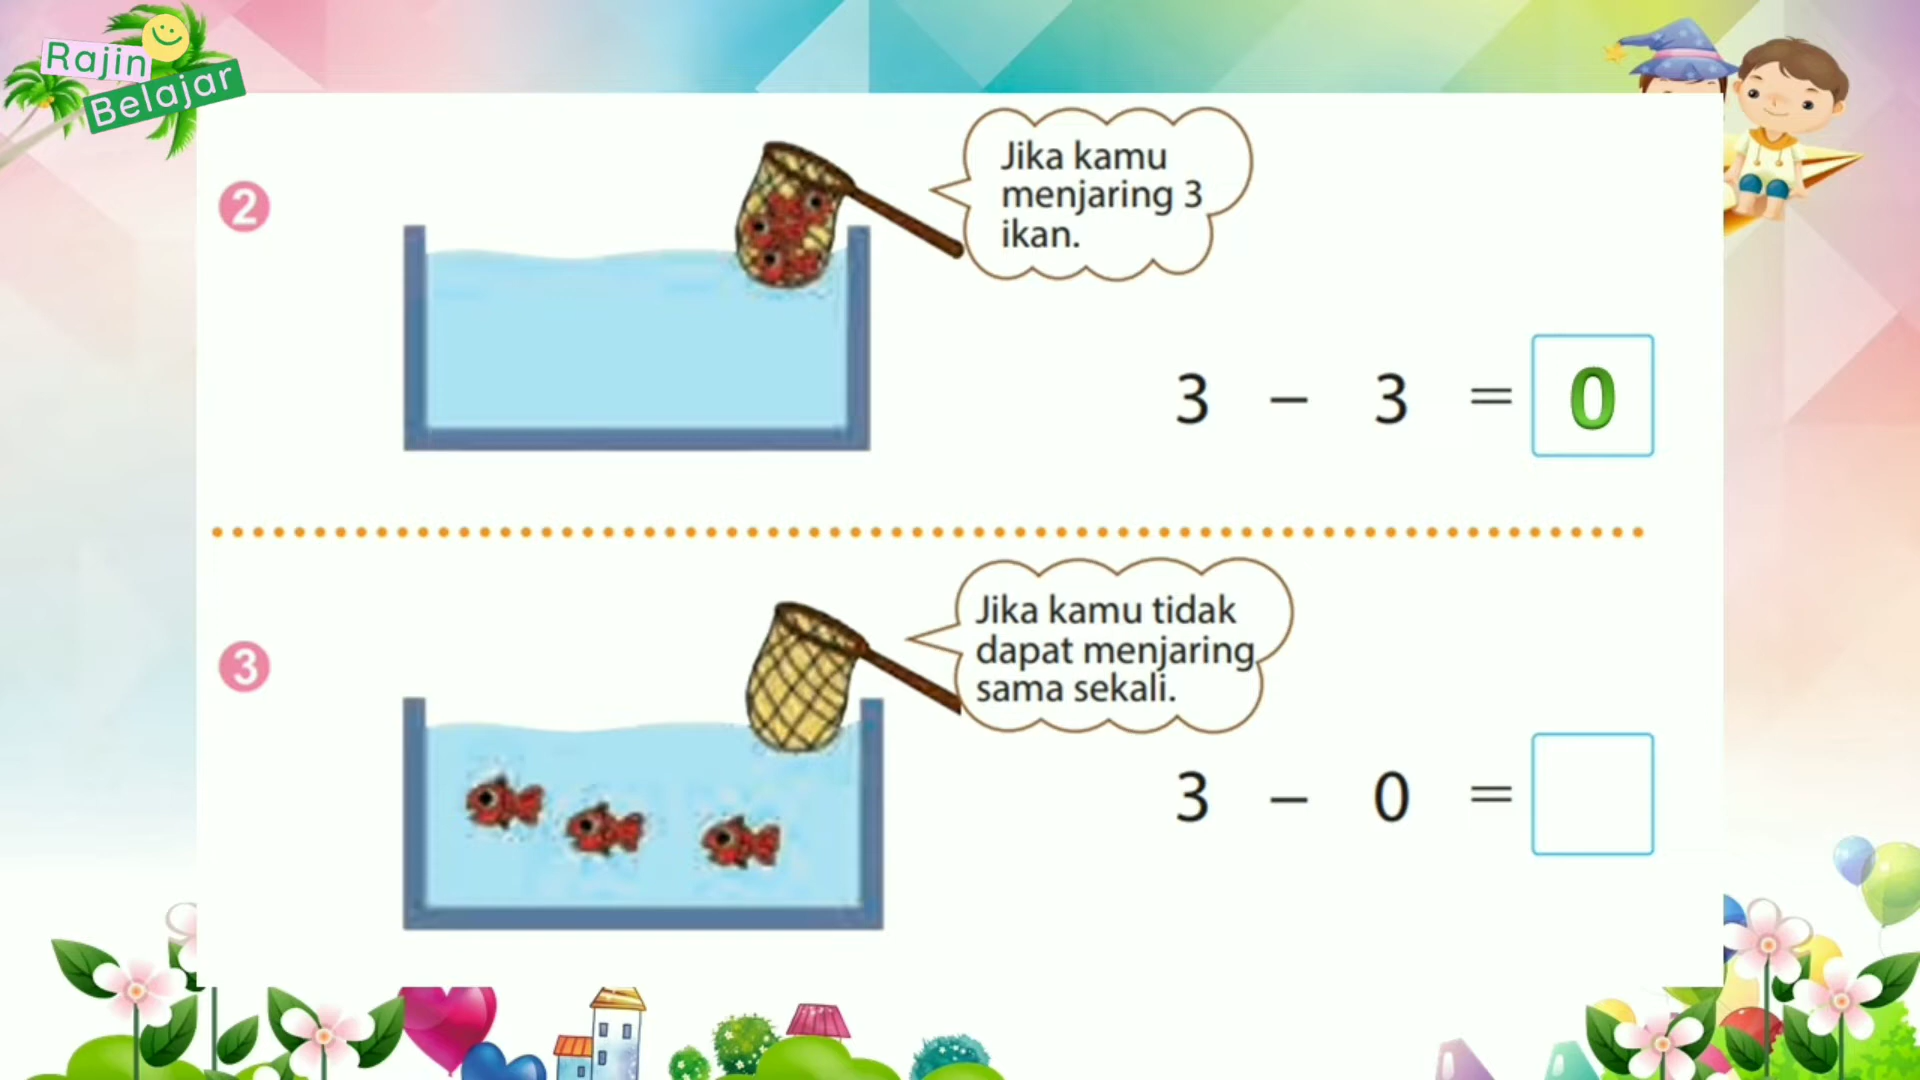 Rajin
Belajar
2
Jika kamu
menjaring 3
ikan.
3 - 3 = 0
3
Jika kamu tidak
dapat menjaring
sama sekali.
3 - 0 =